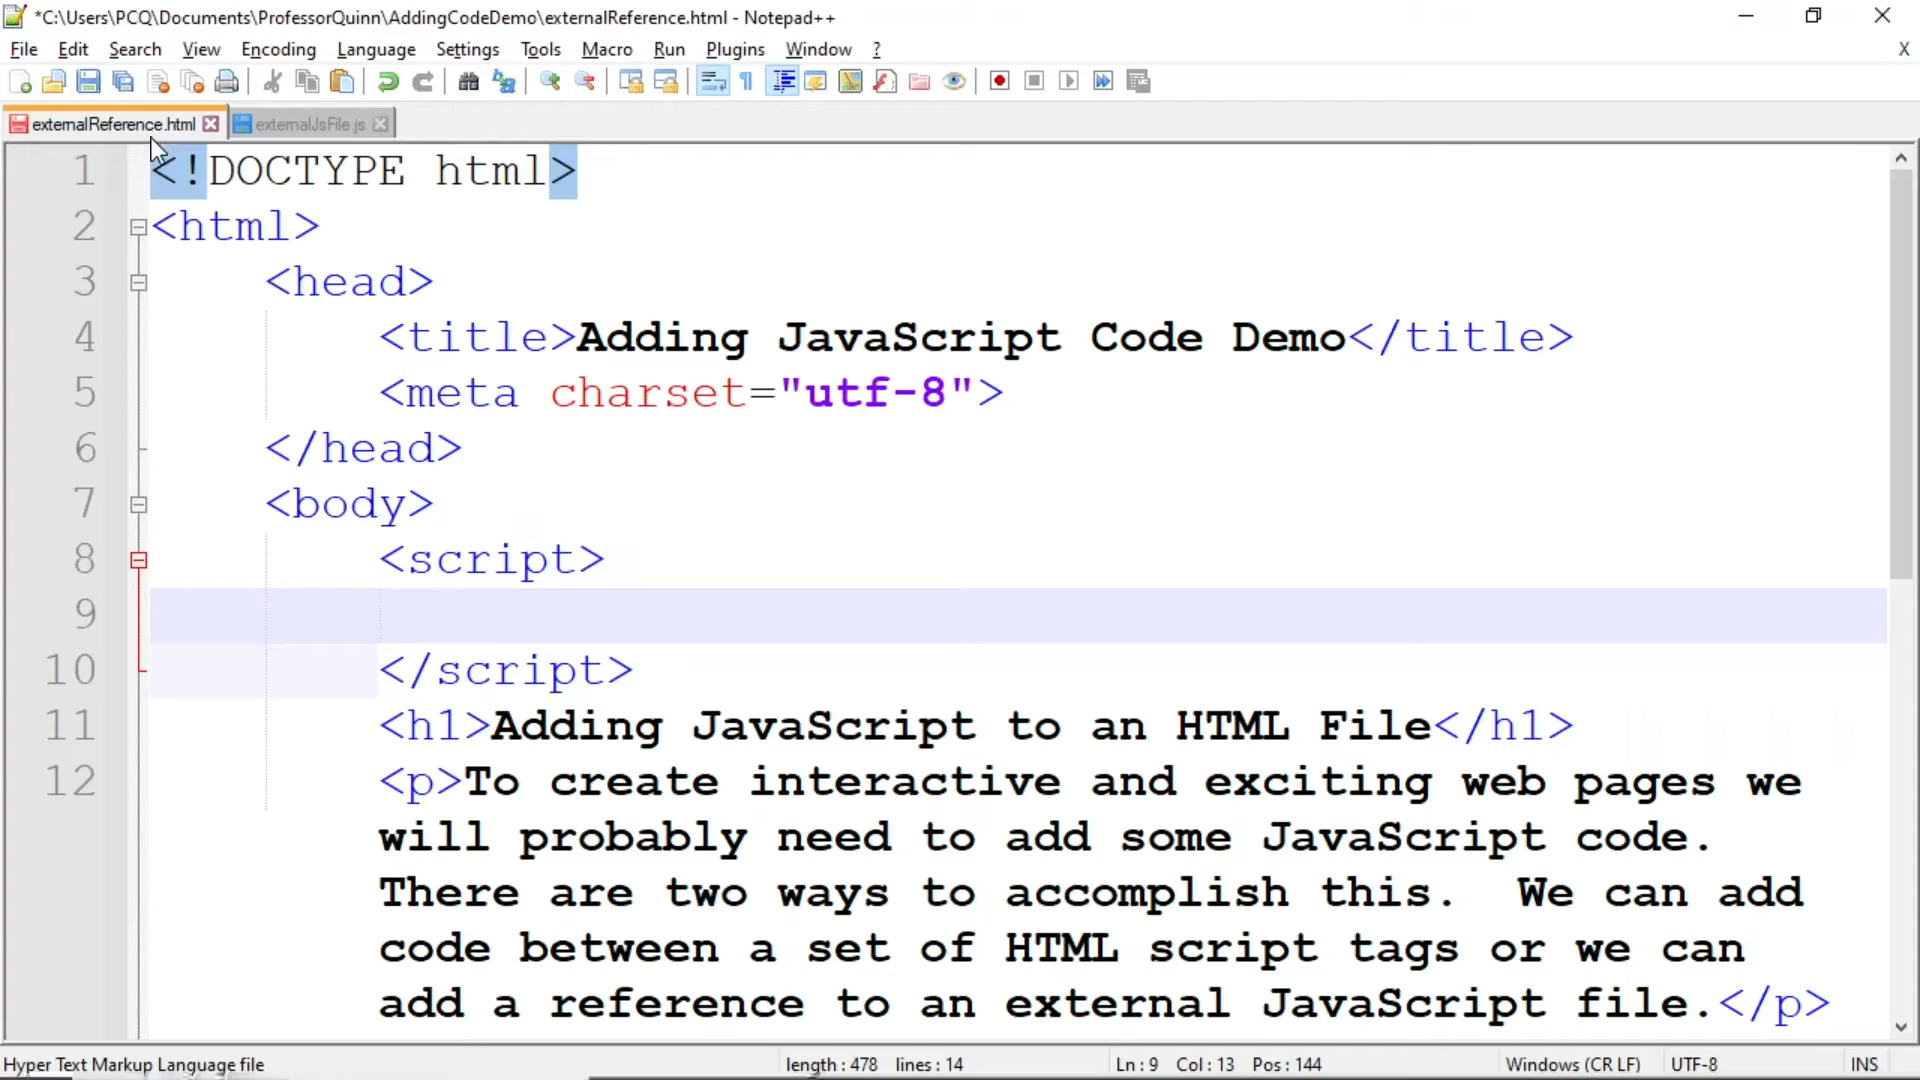 *C:\Users\PCQ\Documents\ProfessorQuinn\AddingCodeDemo\externalReference.html - Notepad++
File Edit Search View Encoding Language Settings Tools Macro Run Plugins Window ? X
externalReference.html externalJsFile.js
1 <!DOCTYPE html>
2 <html>
3 <head>
4 <title>Adding JavaScript Code Demo</title>
5 <meta charset="utf-8">
6 </head>
7 <body>
8 <script>
9
10 </script>
11 <h1>Adding JavaScript to an HTML File</h1>
12 <p>To create interactive and exciting web pages we
will probably need to add some JavaScript code.
There are two ways to accomplish this.  We can add
code between a set of HTML script tags or we can
add a reference to an external JavaScript file.</p>
Hyper Text Markup Language file length : 478 lines : 14 Ln : 9 Col : 13 Pos : 144 Windows (CR LF) UTF-8 INS